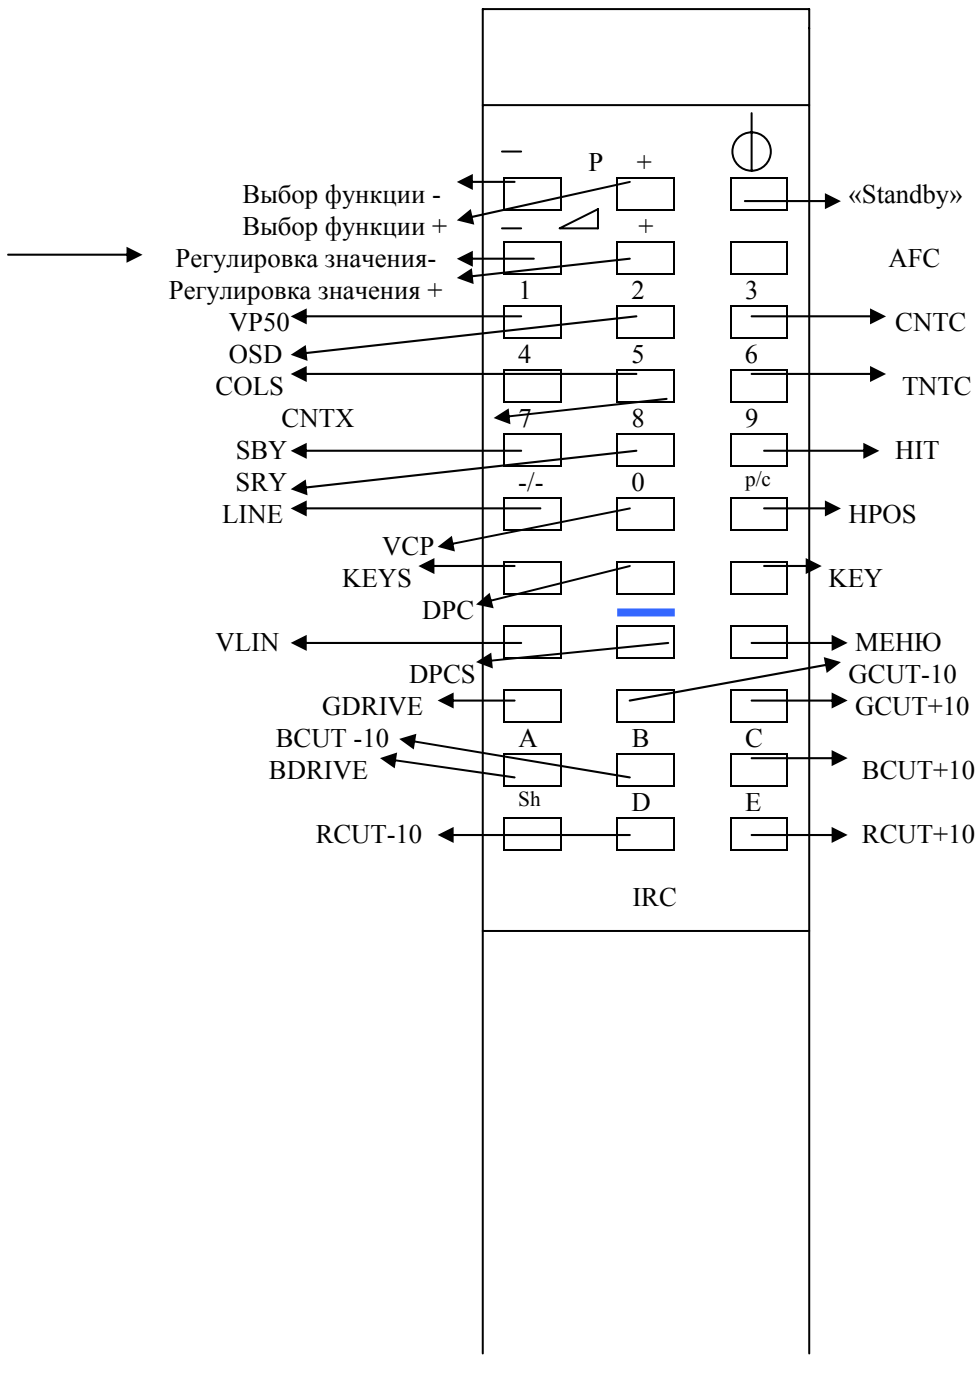 — P +
Выбор функции - «Standby»
Выбор функции + — +
Регулировка значения- AFC
Регулировка значения + 1 2 3
VP50 CNTC
OSD 4 5 6
COLS TNTC
CNTX 7 8 9
SBY HIT
SRY -/- 0 p/c
LINE HPOS
VCP
KEYS KEY
DPC
VLIN МЕНЮ
DPCS GCUT-10
GDRIVE GCUT+10
BCUT -10 A B C
BDRIVE BCUT+10
Sh D E
RCUT-10 RCUT+10
IRC